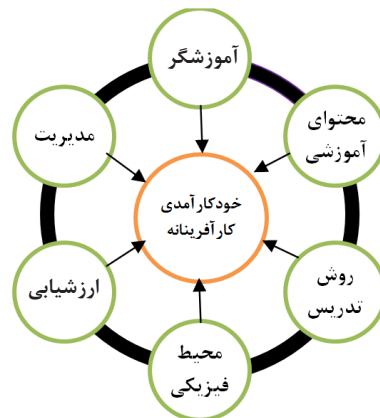 آموزشگر
محتوای
آموزشی
مدیریت
خودکارآمدی
کارآفرینانه
روش
تدریس
ارزشیابی
محیط
فیزیکی